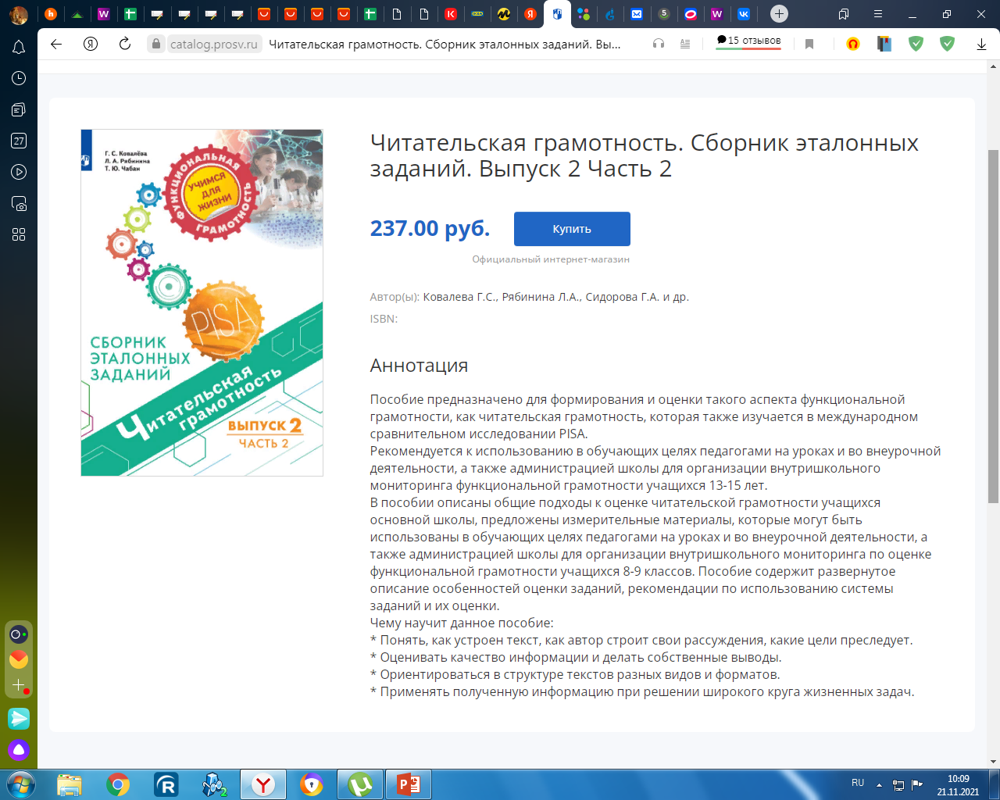 catalog.prosv.ru
Читательская грамотность. Сборник эталонных заданий. Вы...
15 отзывов
27
5
Г. С. Ковалёва
Л. А. Рябинина
Т. Ю. Чабан
ФУНКЦИОНАЛЬНАЯ
ГРАМОТНОСТЬ
УЧИМСЯ
ДЛЯ
ЖИЗНИ
PISA
СБОРНИК
ЭТАЛОННЫХ
ЗАДАНИЙ
Читательская
грамотность
ВЫПУСК 2
ЧАСТЬ 2
Читательская грамотность. Сборник эталонных
заданий. Выпуск 2 Часть 2
237.00 руб.
Купить
Официальный интернет-магазин
Автор(ы): Ковалева Г.С., Рябинина Л.А., Сидорова Г.А. и др.
ISBN:
Аннотация
Пособие предназначено для формирования и оценки такого аспекта функциональной
грамотности, как читательская грамотность, которая также изучается в международном
сравнительном исследовании PISA.
Рекомендуется к использованию в обучающих целях педагогами на уроках и во внеурочной
деятельности, а также администрацией школы для организации внутришкольного
мониторинга функциональной грамотности учащихся 13-15 лет.
В пособии описаны общие подходы к оценке читательской грамотности учащихся
основной школы, предложены измерительные материалы, которые могут быть
использованы в обучающих целях педагогами на уроках и во внеурочной деятельности, а
также администрацией школы для организации внутришкольного мониторинга по оценке
функциональной грамотности учащихся 8-9 классов. Пособие содержит развернутое
описание особенностей оценки заданий, рекомендации по использованию системы
заданий и их оценки.
Чему научит данное пособие:
* Понять, как устроен текст, как автор строит свои рассуждения, какие цели преследует.
* Оценивать качество информации и делать собственные выводы.
* Ориентироваться в структуре текстов разных видов и форматов.
* Применять полученную информацию при решении широкого круга жизненных задач.
RU
10:09
21.11.2021